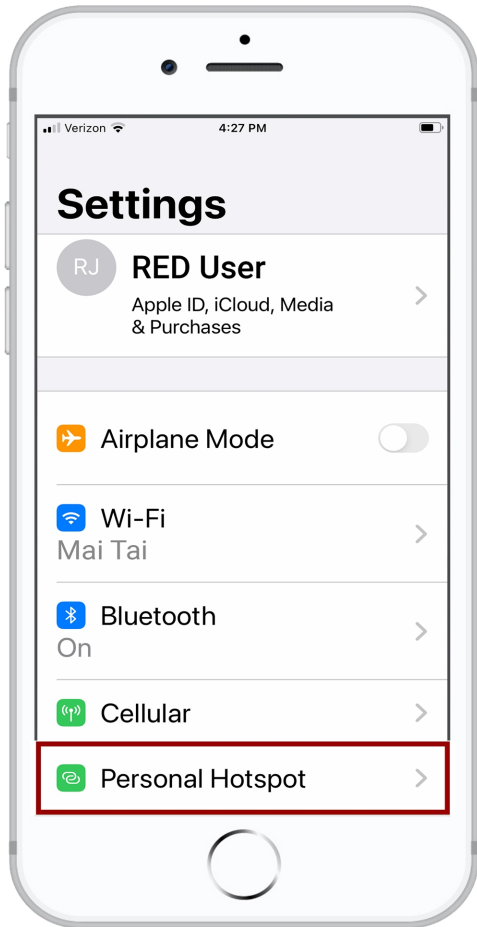 Verizon 4:27 PM
Settings
RJ
RED User
Apple ID, iCloud, Media
& Purchases
Airplane Mode
Wi-Fi
Mai Tai
Bluetooth
On
Cellular
Personal Hotspot